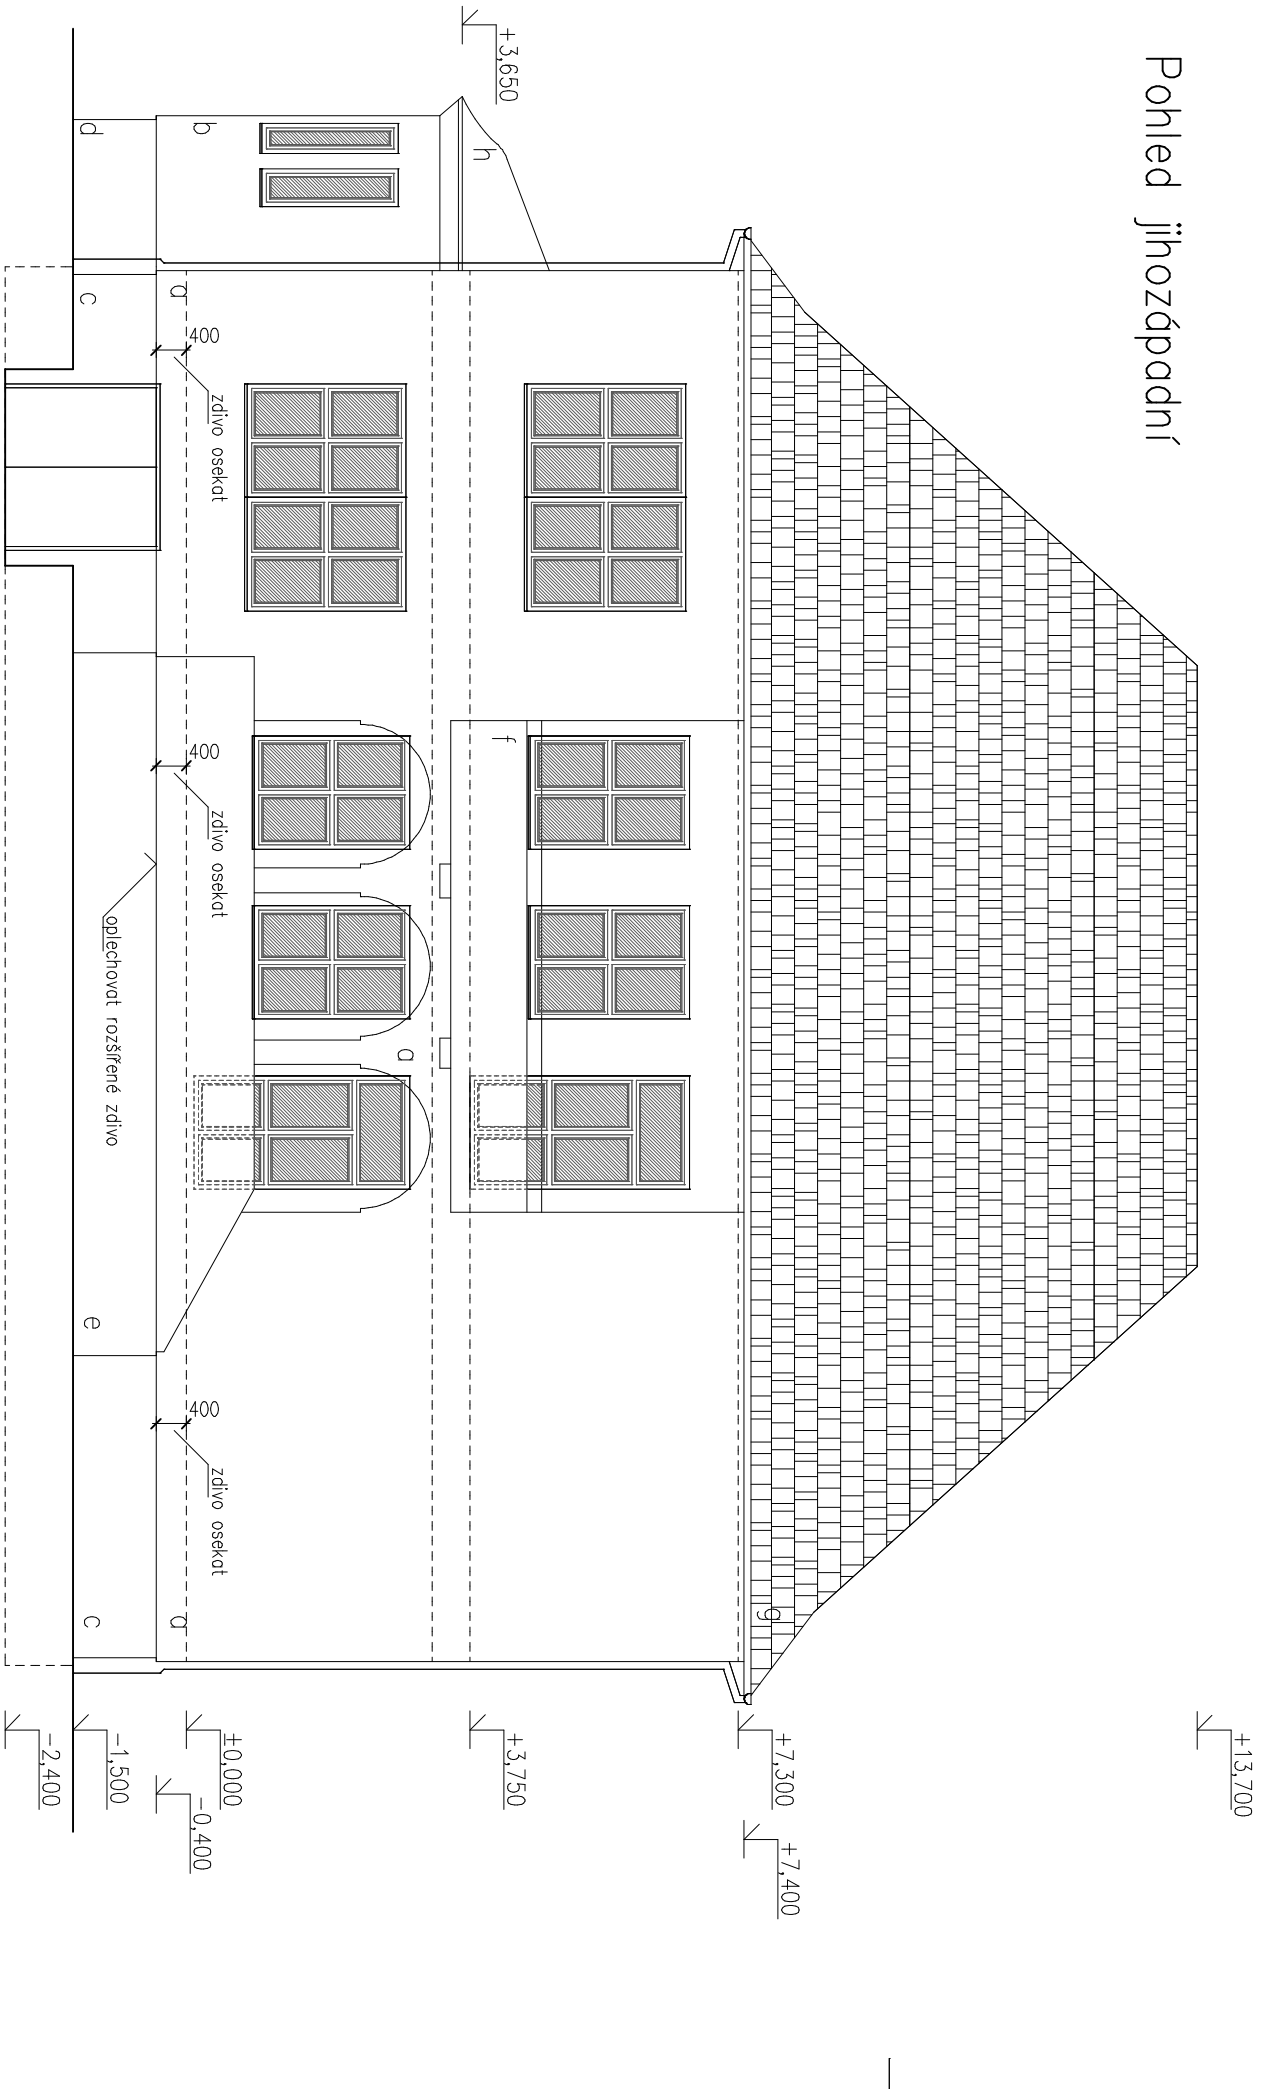 Pohled jihozápadní
+13,700
+7,300
+7,400
+3,650
h
g
f
+3,750
a
b
a
400
zdivo osekat
400
zdivo osekat
400
zdivo osekat
a
±0,000
-0,400
d
c
oplechovat rozšířené zdivo
e
c
-1,500
-2,400